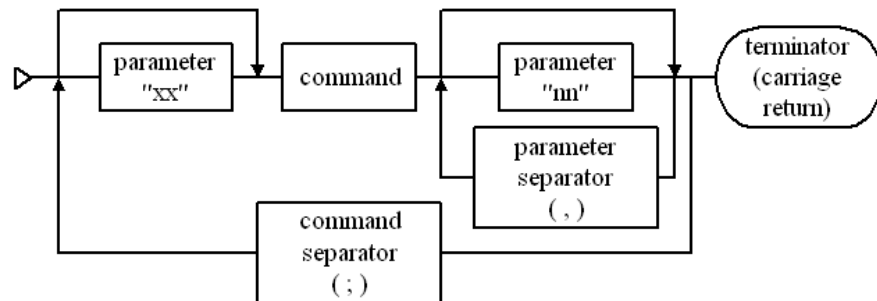 parameter
"xx"
command
parameter
"nn"
terminator
(carriage
return)
parameter
separator
( , )
command
separator
( ; )